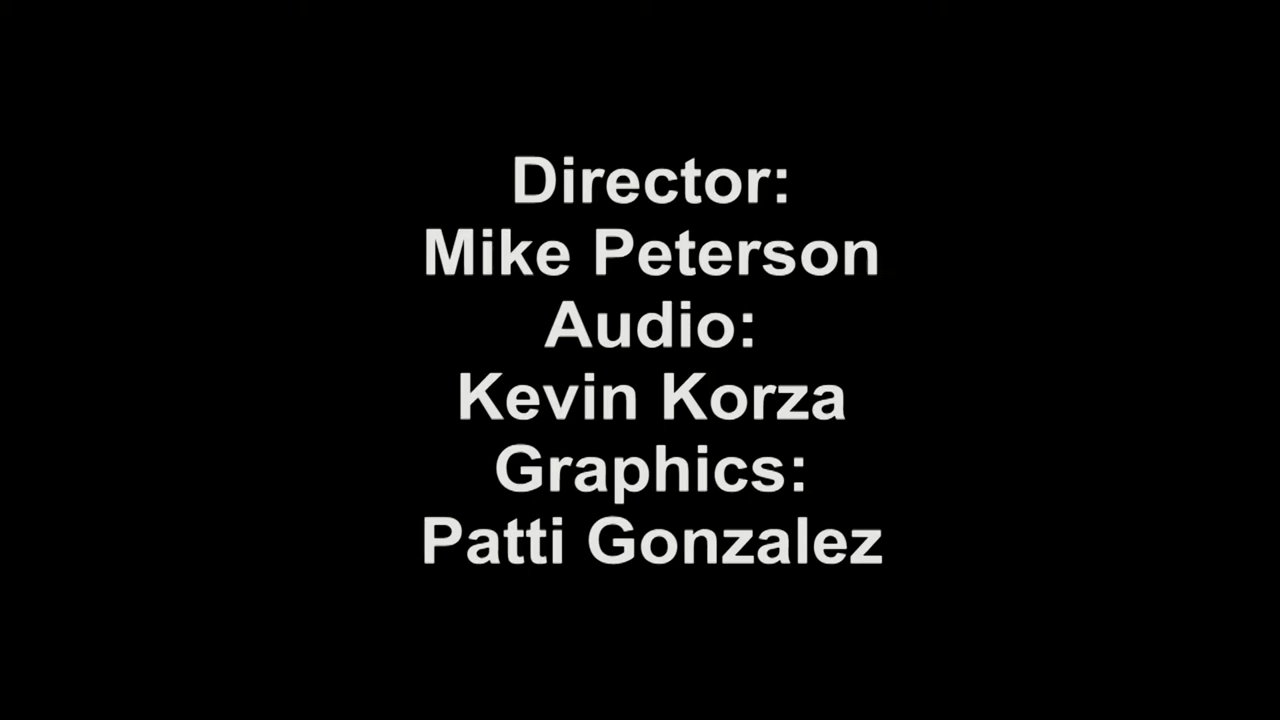 Director:
Mike Peterson
Audio:
Kevin Korza
Graphics:
Patti Gonzalez